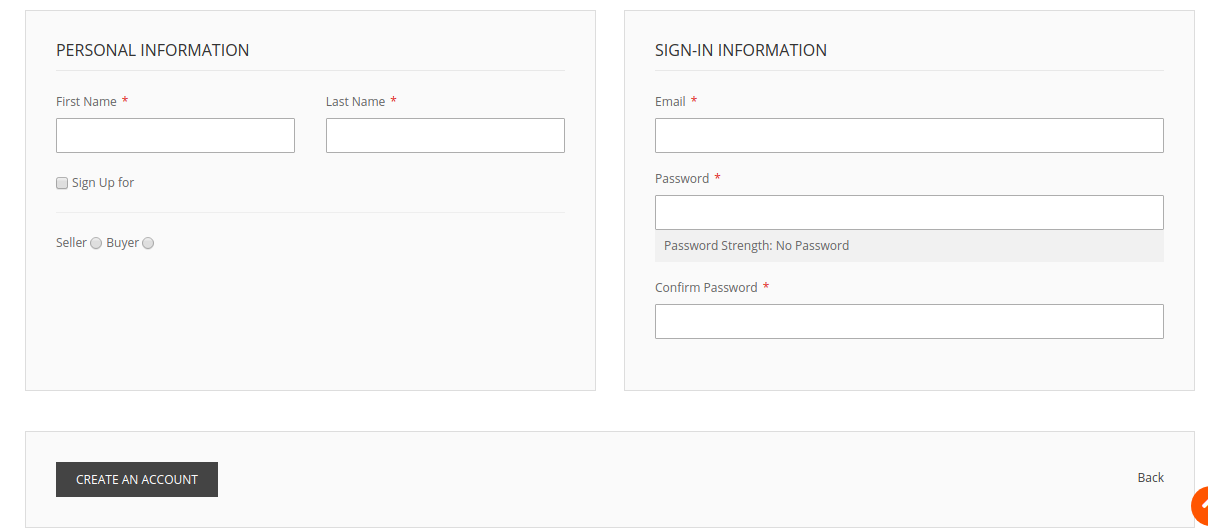 PERSONAL INFORMATION
First Name *
Last Name *
Sign Up for
Seller Buyer
SIGN-IN INFORMATION
Email *
Password *
Password Strength: No Password
Confirm Password *
CREATE AN ACCOUNT
Back